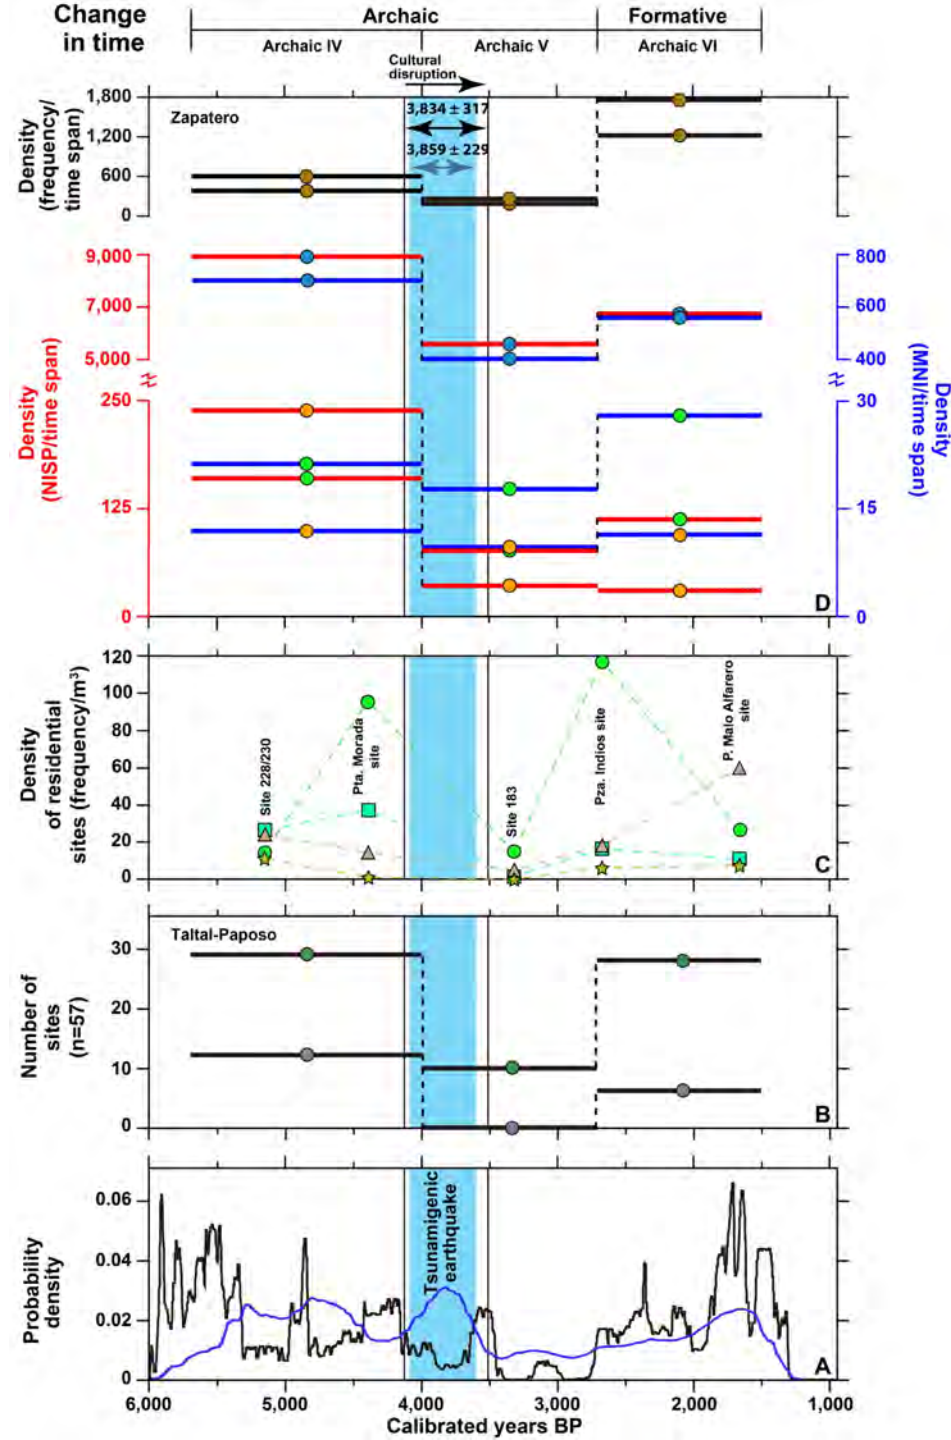 Change
in time
Archaic
Formative
Archaic IV
Archaic V
Archaic VI
Cultural
disruption
Density
(frequency/
time span)
1,800
1,200
600
0
Zapatero
3,834 ± 317
3,859 ± 229
Density
(NISP/time span)
9,000
7,000
5,000
250
125
0
800
600
400
30
15
0
Density
(MNI/time span)
D
Density
of residential
sites (frequency/m³)
120
100
80
60
40
20
0
Site 228/230
Pta. Morada
site
Site 183
Pza. Indios site
P. Malo Alfarero
site
C
Number of
sites
(n=57)
30
20
10
0
Taltal-Paposo
B
Probability
density
0.06
0.04
0.02
0
Tsunamigenic
earthquake
A
6,000
5,000
4,000
3,000
2,000
1,000
Calibrated years BP